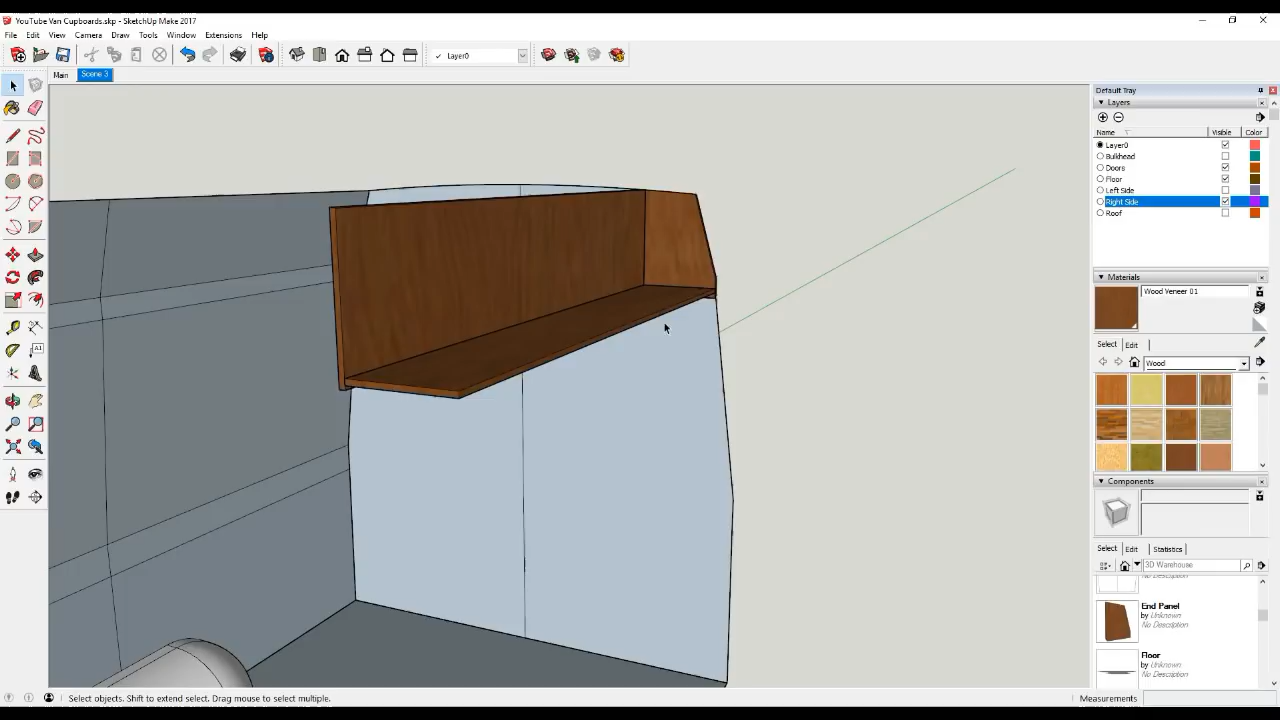 YouTube Van Cupboards.skp - SketchUp Make 2017
File Edit View Camera Draw Tools Window Extensions Help
✓ Layer0
Main Scene 3
Default Tray
Layers
Name Visible Color
Layer0
Bulkhead
Doors
Floor
Left Side
Right Side
Roof
Materials
Wood Veneer 01
Select Edit
Wood
Components
Select Edit Statistics
3D Warehouse
No Description
End Panel
by Unknown
No Description
Floor
by Unknown
No Description
Select objects. Shift to extend select. Drag mouse to select multiple.
Measurements